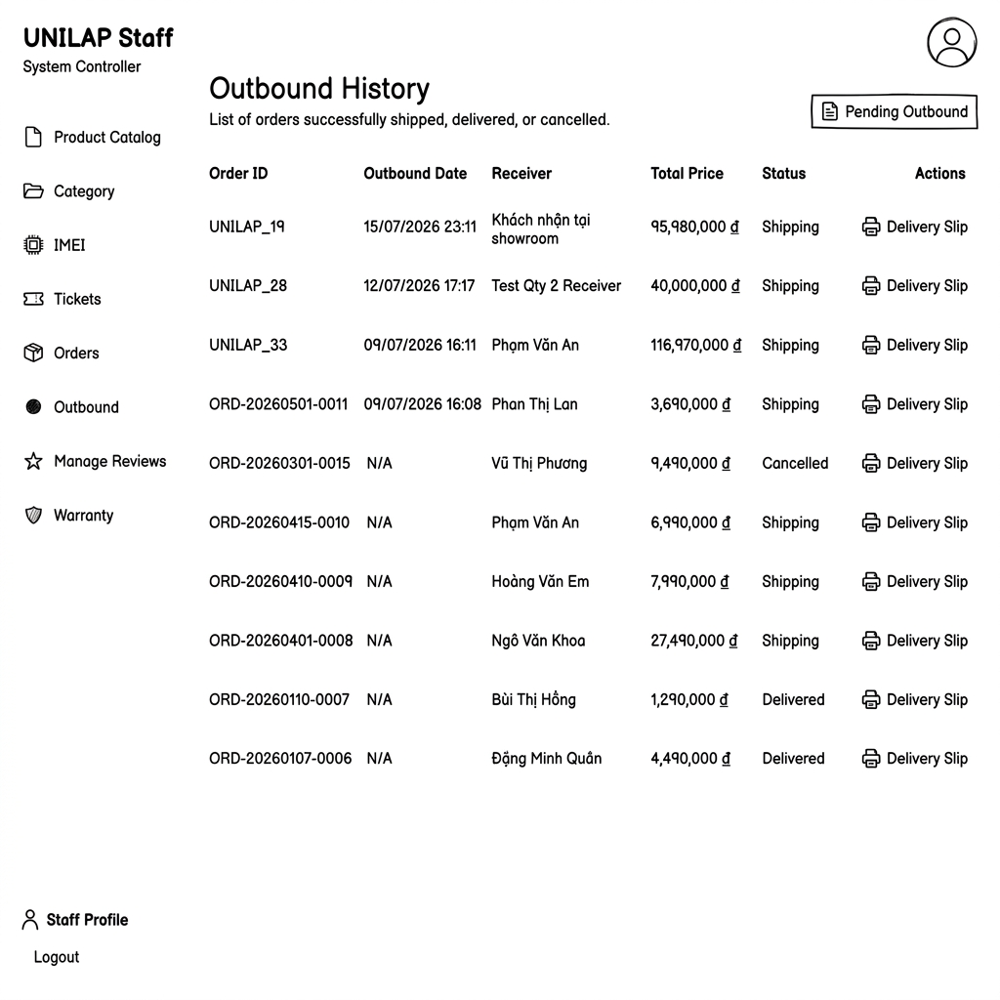 UNILAP Staff
System Controller
Product Catalog
Category
IMEI
Tickets
Orders
Outbound
Manage Reviews
Warranty
Staff Profile
Logout
Outbound History
List of orders successfully shipped, delivered, or cancelled.
Pending Outbound
Order ID Outbound Date Receiver Total Price Status Actions
UNILAP_19 15/07/2026 23:11 Khách nhận tại showroom 95,980,000 ₫ Shipping Delivery Slip
UNILAP_28 12/07/2026 17:17 Test Qty 2 Receiver 40,000,000 ₫ Shipping Delivery Slip
UNILAP_33 09/07/2026 16:11 Phạm Văn An 116,970,000 ₫ Shipping Delivery Slip
ORD-20260501-0011 09/07/2026 16:08 Phan Thị Lan 3,690,000 ₫ Shipping Delivery Slip
ORD-20260301-0015 N/A Vũ Thị Phương 9,490,000 ₫ Cancelled Delivery Slip
ORD-20260415-0010 N/A Phạm Văn An 6,990,000 ₫ Shipping Delivery Slip
ORD-20260410-0009 N/A Hoàng Văn Em 7,990,000 ₫ Shipping Delivery Slip
ORD-20260401-0008 N/A Ngô Văn Khoa 27,490,000 ₫ Shipping Delivery Slip
ORD-20260110-0007 N/A Bùi Thị Hồng 1,290,000 ₫ Delivered Delivery Slip
ORD-20260107-0006 N/A Đặng Minh Quân 4,490,000 ₫ Delivered Delivery Slip